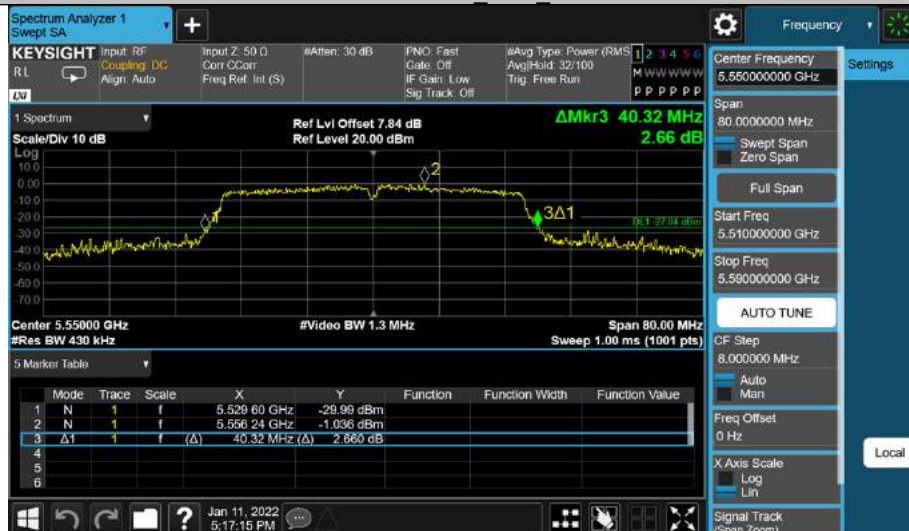 Spectrum Analyzer 1
Swept SA
+
Frequency
KEYSIGHT
RL
LXI
Input: RF
Coupling: DC
Align: Auto
Input Z: 50 Ω
Corr CCorr
Freq Ref: Int (S)
#Atten: 30 dB
PNO: Fast
Gate: Off
IF Gain: Low
Sig Track: Off
#Avg Type: Power (RMS
Avg|Hold: 32/100
Trig: Free Run
1 2 3 4 5 6
M W W W W W
P P P P P P
1 Spectrum
Scale/Div 10 dB
Ref Lvl Offset 7.84 dB
Ref Level 20.00 dBm
ΔMkr3 40.32 MHz
2.66 dB
Log
10.0
0.00
-10.0
-20.0
-30.0
-40.0
-50.0
-60.0
-70.0
2
3Δ1
DL1 -27.04 dBm
Center 5.55000 GHz
#Video BW 1.3 MHz
Span 80.00 MHz
#Res BW 430 kHz
Sweep 1.00 ms (1001 pts)
5 Marker Table
Mode Trace Scale X Y Function Function Width Function Value
1 N 1 f 5.529 60 GHz -29.99 dBm
2 N 1 f 5.556 24 GHz -1.036 dBm
3 Δ1 1 f (Δ) 40.32 MHz (Δ) 2.660 dB
4
5
6
?
Jan 11, 2022
5:17:15 PM
Center Frequency
5.550000000 GHz
Span
80.0000000 MHz
Swept Span
Zero Span
Full Span
Start Freq
5.510000000 GHz
Stop Freq
5.590000000 GHz
AUTO TUNE
CF Step
8.000000 MHz
Auto
Man
Freq Offset
0 Hz
X Axis Scale
Log
Lin
Signal Track
(Span Zoom)
Settings
Local